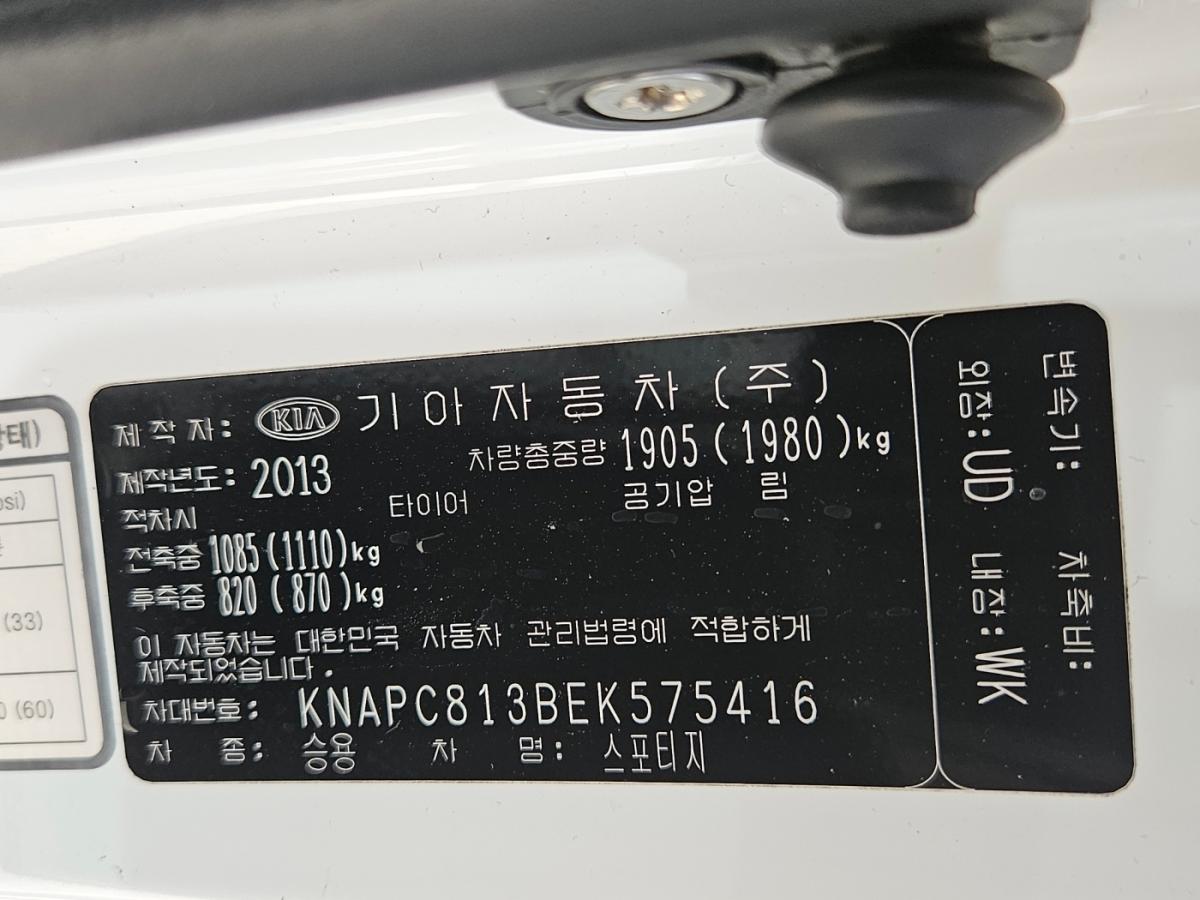 제 작 자: KIA 기 아 자 동 차 (주)
제작년도: 2013 차량총중량 1905 (1980)kg
적차시 타이어 공기압 림
전축중 1085(1110)kg
후축중 820 (870)kg
이 자동차는 대한민국 자동차 관리법령에 적합하게
제작되었습니다.
차대번호: KNAPC813BEK575416
차 종: 승용 차 명: 스포티지
변속기: 차축비:
외장:UD 내장:WK
상태)
(33)
(60)